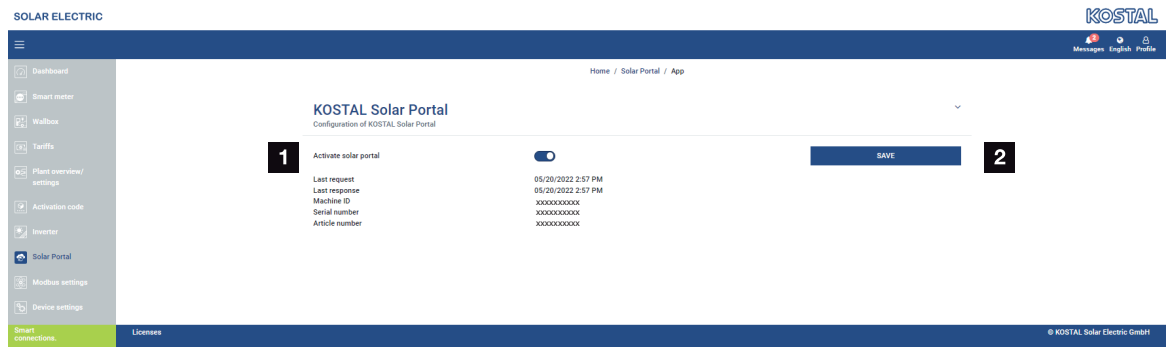 SOLAR ELECTRIC
KOSTAL
2
Messages English Profile
Home / Solar Portal / App
Dashboard
Smart meter
Wallbox
Tariffs
Plant overview/
settings
Activation code
Inverter
Solar Portal
Modbus settings
Device settings
Smart
connections.
KOSTAL Solar Portal
Configuration of KOSTAL Solar Portal
1
Activate solar portal
SAVE
2
Last request 05/20/2022 2:57 PM
Last response 05/20/2022 2:57 PM
Machine ID xxxxxxxxxx
Serial number xxxxxxxxxx
Article number xxxxxxxxxx
Licenses
© KOSTAL Solar Electric GmbH